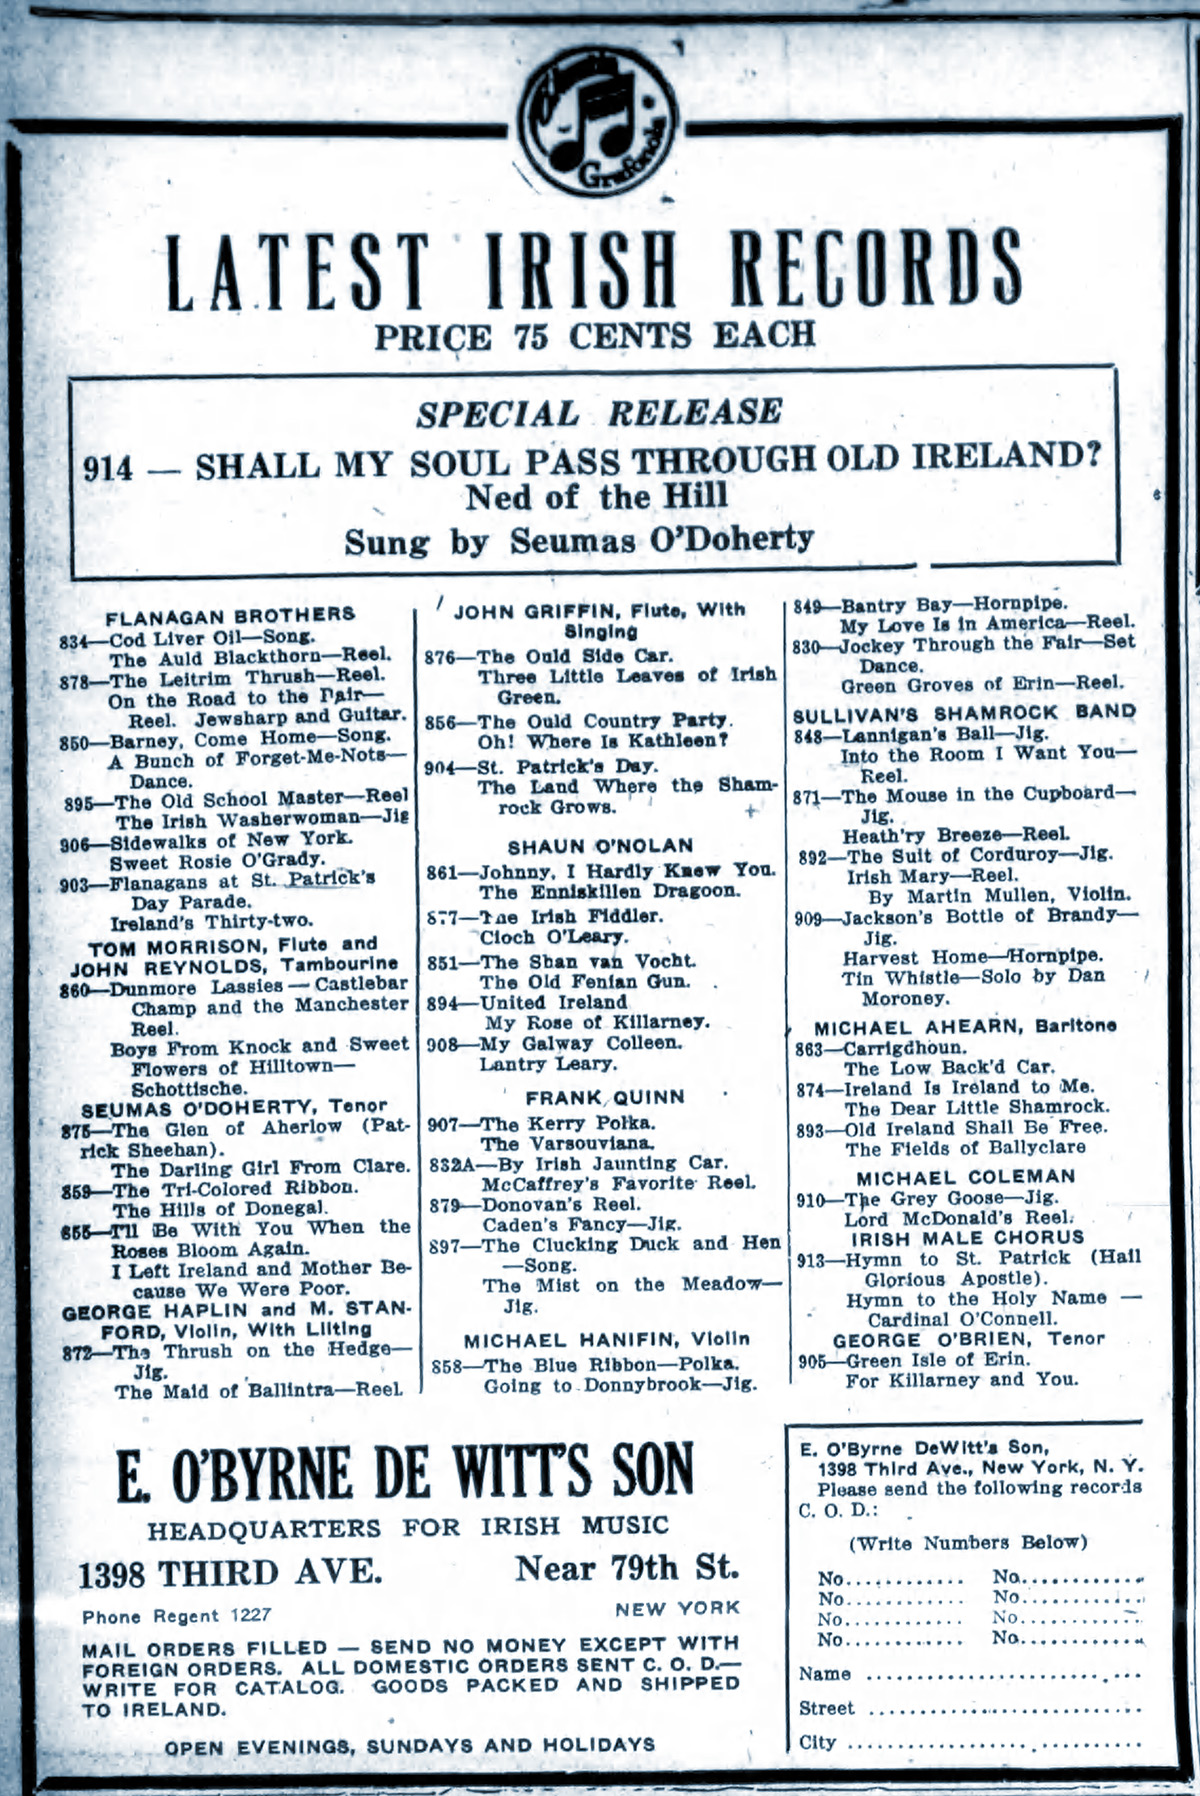 Columbia
Grafonola
LATEST IRISH RECORDS
PRICE 75 CENTS EACH
SPECIAL RELEASE
914 — SHALL MY SOUL PASS THROUGH OLD IRELAND?
Ned of the Hill
Sung by Seumas O'Doherty
FLANAGAN BROTHERS
834—Cod Liver Oil—Song.
The Auld Blackthorn—Reel.
878—The Leitrim Thrush—Reel.
On the Road to the Fair—
Reel. Jewsharp and Guitar.
850—Barney, Come Home—Song.
A Bunch of Forget-Me-Nots—
Dance.
895—The Old School Master—Reel
The Irish Washerwoman—Jig
906—Sidewalks of New York.
Sweet Rosie O'Grady.
903—Flanagans at St. Patrick's
Day Parade.
Ireland's Thirty-two.
TOM MORRISON, Flute and
JOHN REYNOLDS, Tambourine
860—Dunmore Lassies — Castlebar
Champ and the Manchester
Reel.
Boys From Knock and Sweet
Flowers of Hilltown—
Schottische.
SEUMAS O'DOHERTY, Tenor
875—The Glen of Aherlow (Pat-
rick Sheehan).
The Darling Girl From Clare.
859—The Tri-Colored Ribbon.
The Hills of Donegal.
855—I'll Be With You When the
Roses Bloom Again.
I Left Ireland and Mother Be-
cause We Were Poor.
GEORGE HAPLIN and M. STAN-
FORD, Violin, With Lilting
872—The Thrush on the Hedge—
Jig.
The Maid of Ballintra—Reel.
JOHN GRIFFIN, Flute, With
Singing
876—The Ould Side Car.
Three Little Leaves of Irish
Green.
856—The Ould Country Party.
Oh! Where Is Kathleen?
904—St. Patrick's Day.
The Land Where the Sham-
rock Grows.
SHAUN O'NOLAN
861—Johnny, I Hardly Knew You.
The Enniskillen Dragoon.
877—The Irish Fiddler.
Cloch O'Leary.
851—The Shan van Vocht.
The Old Fenian Gun.
894—United Ireland
My Rose of Killarney.
908—My Galway Colleen.
Lantry Leary.
FRANK QUINN
907—The Kerry Polka.
The Varsouviana.
832A—By Irish Jaunting Car.
McCaffrey's Favorite Reel.
879—Donovan's Reel.
Caden's Fancy—Jig.
897—The Clucking Duck and Hen
—Song.
The Mist on the Meadow—
Jig.
MICHAEL HANIFIN, Violin
858—The Blue Ribbon—Polka.
Going to Donnybrook—Jig.
849—Bantry Bay—Hornpipe.
My Love Is in America—Reel.
830—Jockey Through the Fair—Set
Dance.
Green Groves of Erin—Reel.
SULLIVAN'S SHAMROCK BAND
848—Lannigan's Ball—Jig.
Into the Room I Want You—
Reel.
871—The Mouse in the Cupboard—
Jig.
Heath'ry Breeze—Reel.
892—The Suit of Corduroy—Jig.
Irish Mary—Reel.
By Martin Mullen, Violin.
909—Jackson's Bottle of Brandy—
Jig.
Harvest Home—Hornpipe.
Tin Whistle—Solo by Dan
Moroney.
MICHAEL AHEARN, Baritone
863—Carrigdhoun.
The Low Back'd Car.
874—Ireland Is Ireland to Me.
The Dear Little Shamrock.
893—Old Ireland Shall Be Free.
The Fields of Ballyclare
MICHAEL COLEMAN
910—The Grey Goose—Jig.
Lord McDonald's Reel.
IRISH MALE CHORUS
913—Hymn to St. Patrick (Hail
Glorious Apostle).
Hymn to the Holy Name —
Cardinal O'Connell.
GEORGE O'BRIEN, Tenor
905—Green Isle of Erin.
For Killarney and You.
E. O'BYRNE DE WITT'S SON
HEADQUARTERS FOR IRISH MUSIC
1398 THIRD AVE. Near 79th St.
Phone Regent 1227 NEW YORK
MAIL ORDERS FILLED — SEND NO MONEY EXCEPT WITH
FOREIGN ORDERS. ALL DOMESTIC ORDERS SENT C. O. D.—
WRITE FOR CATALOG. GOODS PACKED AND SHIPPED
TO IRELAND.
OPEN EVENINGS, SUNDAYS AND HOLIDAYS
E. O'Byrne DeWitt's Son,
1398 Third Ave., New York, N. Y.
Please send the following records
C. O. D.:
(Write Numbers Below)
No............ No............
No............ No............
No............ No............
No............ No............
Name ............................
Street ............................
City ..............................